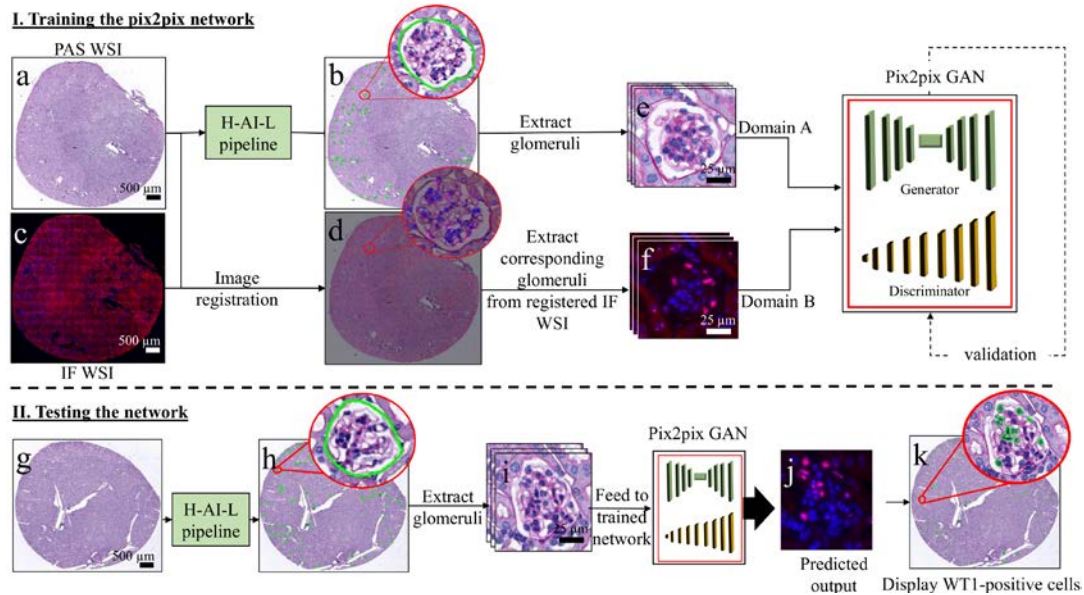 I. Training the pix2pix network
PAS WSI
a
500 µm
H-AI-L
pipeline
b
Extract
glomeruli
e
25 µm
Domain A
Pix2pix GAN
Generator
Discriminator
validation
c
500 µm
IF WSI
Image
registration
d
Extract
corresponding
glomeruli
from registered IF
WSI
f
25 µm
Domain B
II. Testing the network
g
500 µm
H-AI-L
pipeline
h
Extract
glomeruli
i
25 µm
Feed to
trained
network
Pix2pix GAN
j
Predicted
output
k
Display WT1-positive cells